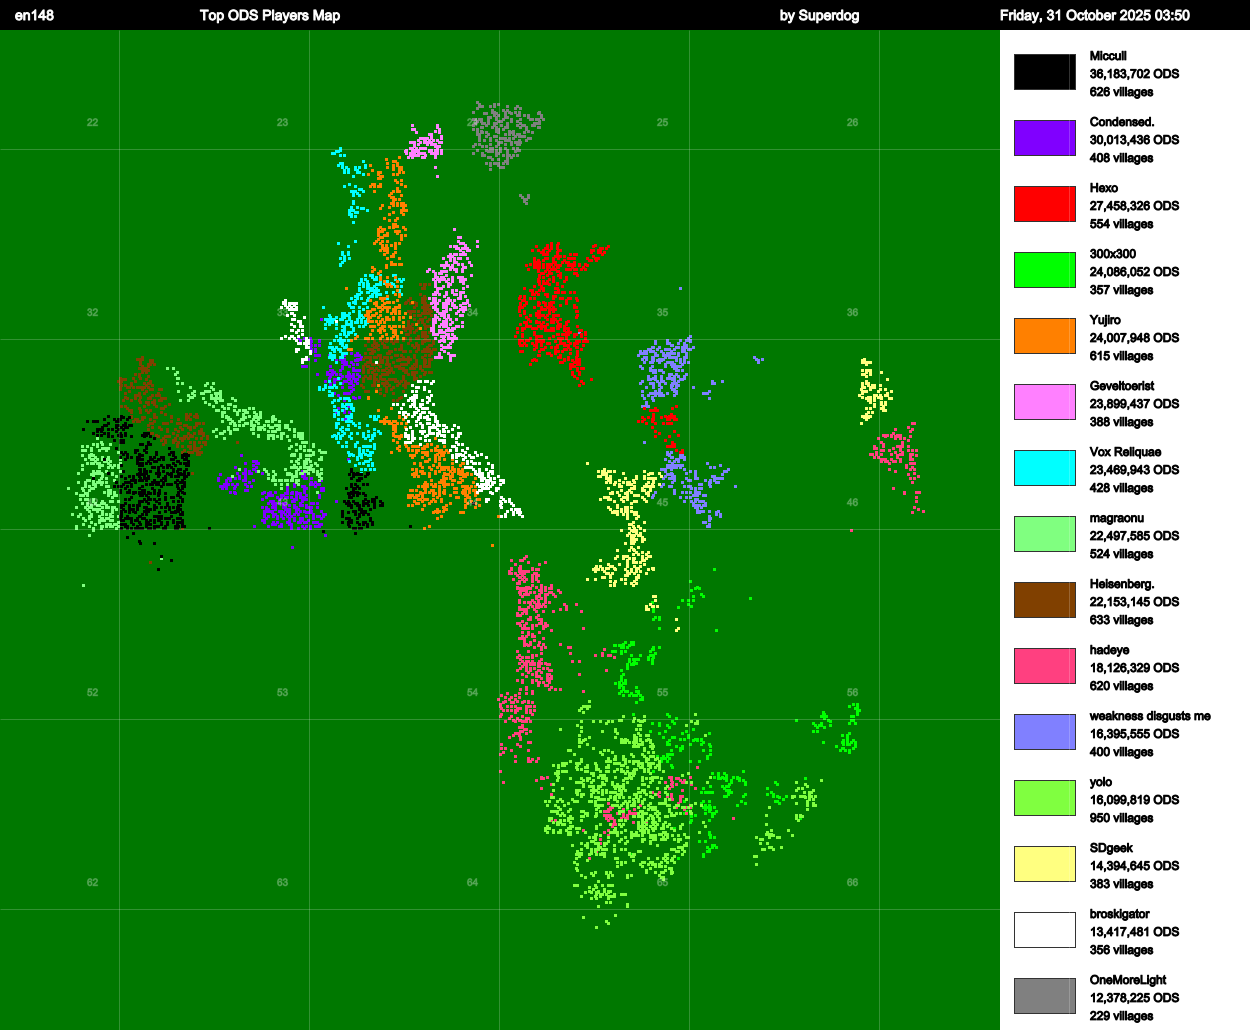 en148 Top ODS Players Map by Superdog Friday, 31 October 2025 03:50
Miccull
36,183,702 ODS
626 villages
Condensed.
30,013,436 ODS
408 villages
Hexo
27,458,326 ODS
554 villages
300x300
24,086,052 ODS
357 villages
Yujiro
24,007,948 ODS
615 villages
Geveltoerist
23,899,437 ODS
388 villages
Vox Reliquae
23,469,943 ODS
428 villages
magraonu
22,497,585 ODS
524 villages
Heisenberg.
22,153,145 ODS
633 villages
hadeye
18,126,329 ODS
620 villages
weakness disgusts me
16,395,555 ODS
400 villages
yolo
16,099,819 ODS
950 villages
SDgeek
14,394,645 ODS
383 villages
broskigator
13,417,481 ODS
356 villages
OneMoreLight
12,378,225 ODS
229 villages
22 23 24 25 26
32 33 34 35 36
43 45 46
52 53 54 55 56
62 63 64 65 66